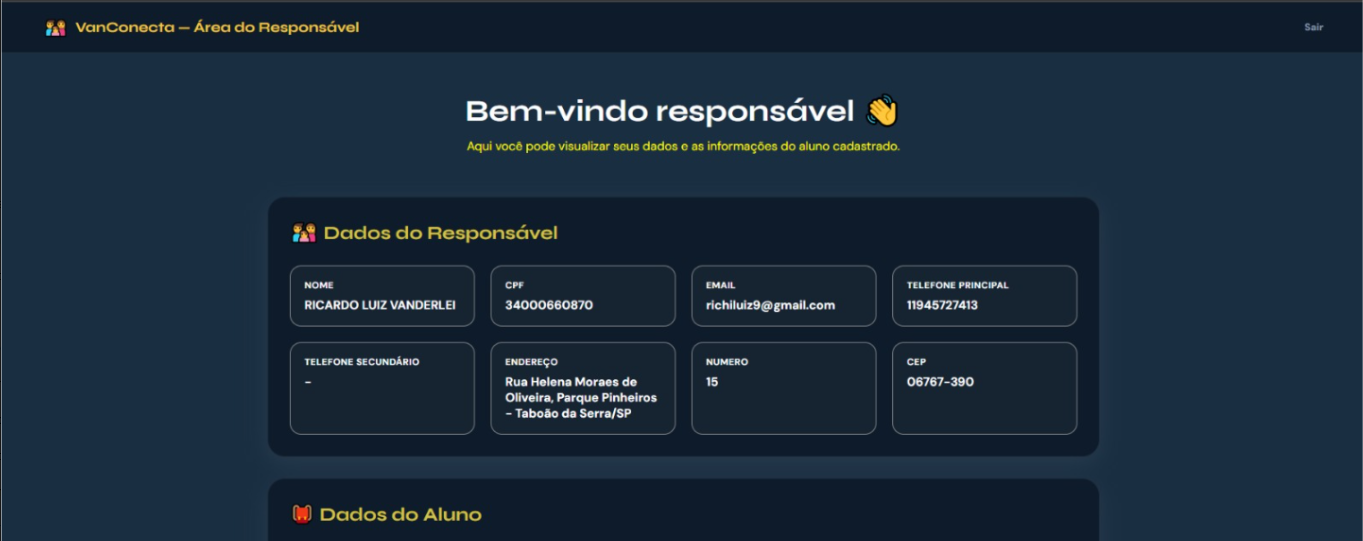 VanConecta — Área do Responsável
Sair
Bem-vindo responsável
Aqui você pode visualizar seus dados e as informações do aluno cadastrado.
Dados do Responsável
NOME
RICARDO LUIZ VANDERLEI
CPF
34000660870
EMAIL
richiluiz9@gmail.com
TELEFONE PRINCIPAL
11945727413
TELEFONE SECUNDÁRIO
-
ENDEREÇO
Rua Helena Moraes de
Oliveira, Parque Pinheiros
- Taboão da Serra/SP
NUMERO
15
CEP
06767-390
Dados do Aluno